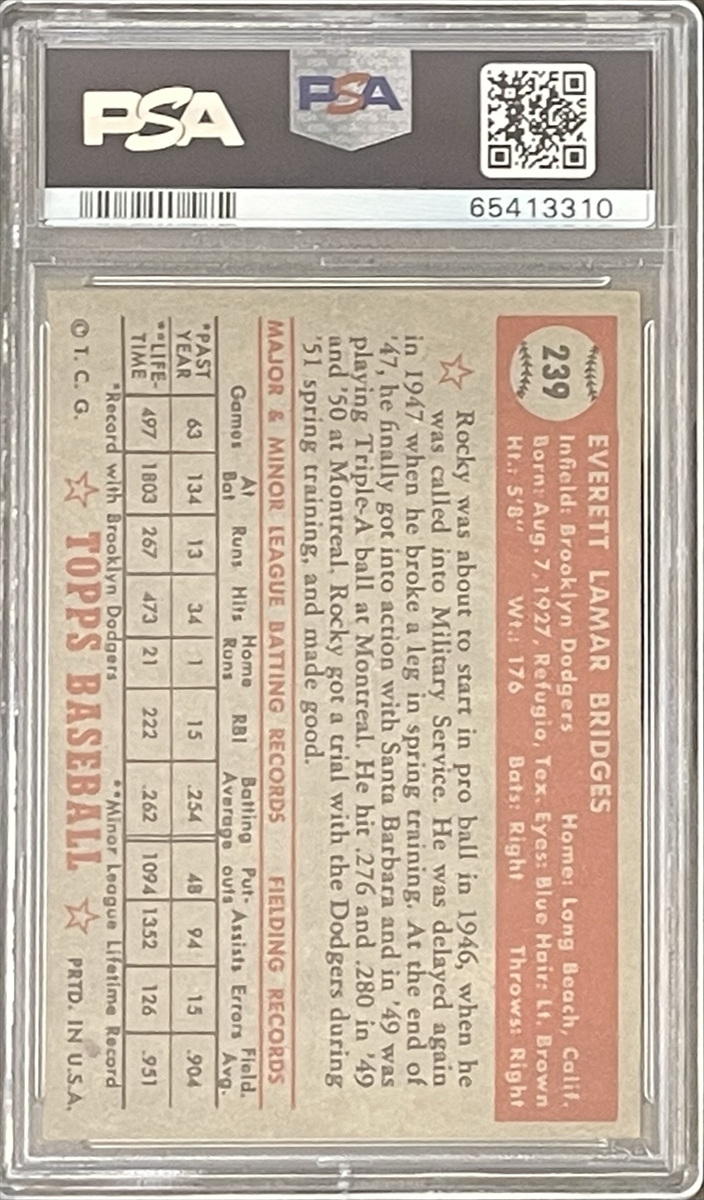 PSA
PSA
65413310
239
EVERETT LAMAR BRIDGES
Infield: Brooklyn Dodgers Home: Long Beach, Calif.
Born: Aug. 7, 1927, Refugio, Tex. Eyes: Blue Hair: Lt. Brown
Ht.: 5'8" Wt.: 176 Bats: Right Throws: Right
Rocky was about to start in pro ball in 1946, when he
was called into Military Service. He was delayed again
in 1947 when he broke a leg in spring training. At the end of
'47, he finally got into action with Santa Barbara and in '49 was
playing Triple-A ball at Montreal. He hit .276 and .280 in '49
and '50 at Montreal. Rocky got a trial with the Dodgers during
'51 spring training, and made good.
MAJOR & MINOR LEAGUE BATTING RECORDS FIELDING RECORDS
Games At Bat Runs Hits Home Runs RBI Batting Average Put-outs Assists Errors Field. Avg.
*PAST YEAR 63 134 13 34 1 15 .254 48 94 15 .904
**LIFE-TIME 497 1803 267 473 21 222 .262 1094 1352 126 .951
*Record with Brooklyn Dodgers **Minor League Lifetime Record
© T. C. G. TOPPS BASEBALL PRTD. IN U.S.A.